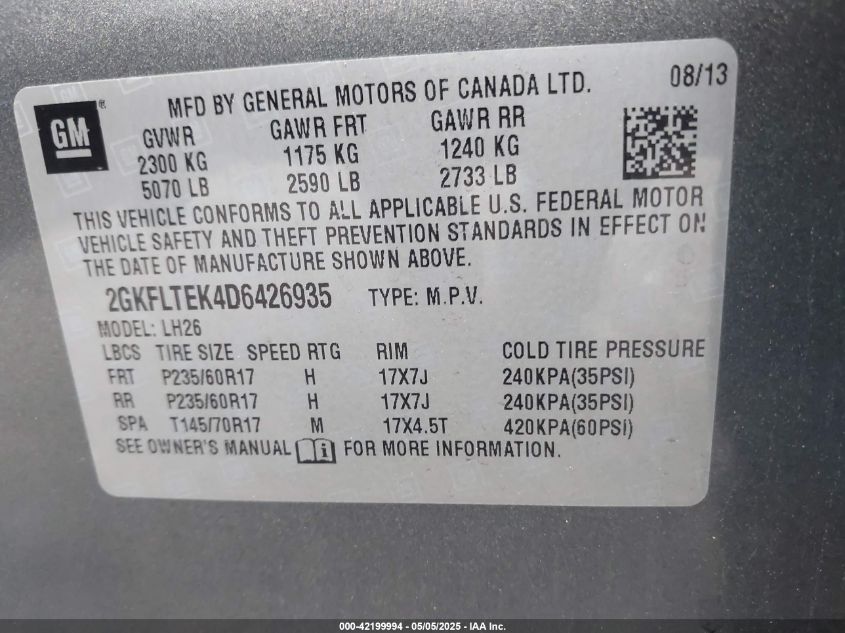 GM®
MFD BY GENERAL MOTORS OF CANADA LTD. 08/13
GVWR GAWR FRT GAWR RR
2300 KG 1175 KG 1240 KG
5070 LB 2590 LB 2733 LB
THIS VEHICLE CONFORMS TO ALL APPLICABLE U.S. FEDERAL MOTOR
VEHICLE SAFETY AND THEFT PREVENTION STANDARDS IN EFFECT ON
THE DATE OF MANUFACTURE SHOWN ABOVE.
2GKFLTEK4D6426935 TYPE: M.P.V.
MODEL: LH26
LBCS TIRE SIZE SPEED RTG RIM COLD TIRE PRESSURE
FRT P235/60R17 H 17X7J 240KPA(35PSI)
RR P235/60R17 H 17X7J 240KPA(35PSI)
SPA T145/70R17 M 17X4.5T 420KPA(60PSI)
SEE OWNER'S MANUAL FOR MORE INFORMATION.
000-42199994 - 05/05/2025 - IAA Inc.